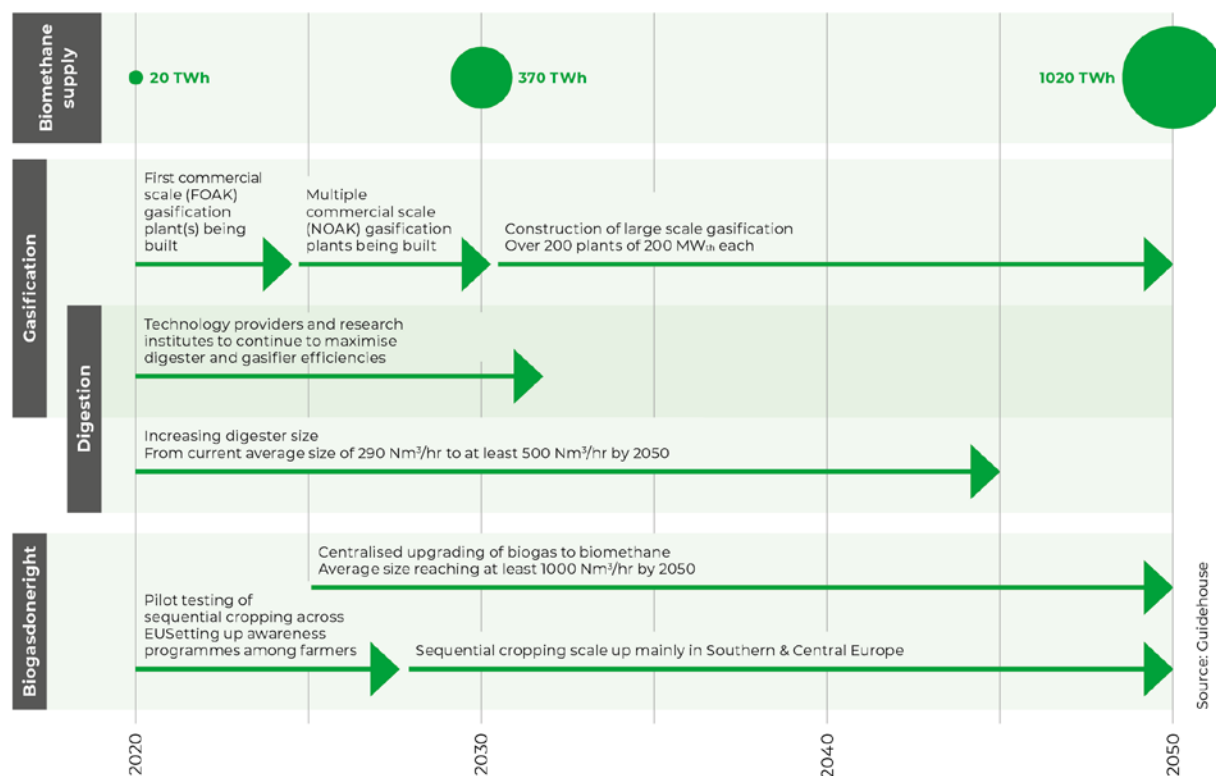 Biomethane
supply
20 TWh
370 TWh
1020 TWh
Gasification
First commercial
scale (FOAK)
gasification
plant(s) being
built
Multiple
commercial scale
(NOAK) gasification
plants being built
Construction of large scale gasification
Over 200 plants of 200 MWth each
Digestion
Technology providers and research
institutes to continue to maximise
digester and gasifier efficiencies
Increasing digester size
From current average size of 290 Nm³/hr to at least 500 Nm³/hr by 2050
Biogasdoneright
Centralised upgrading of biogas to biomethane
Average size reaching at least 1000 Nm³/hr by 2050
Pilot testing of
sequential cropping across
EUSetting up awareness
programmes among farmers
Sequential cropping scale up mainly in Southern & Central Europe
Source: Guidehouse
2020
2030
2040
2050